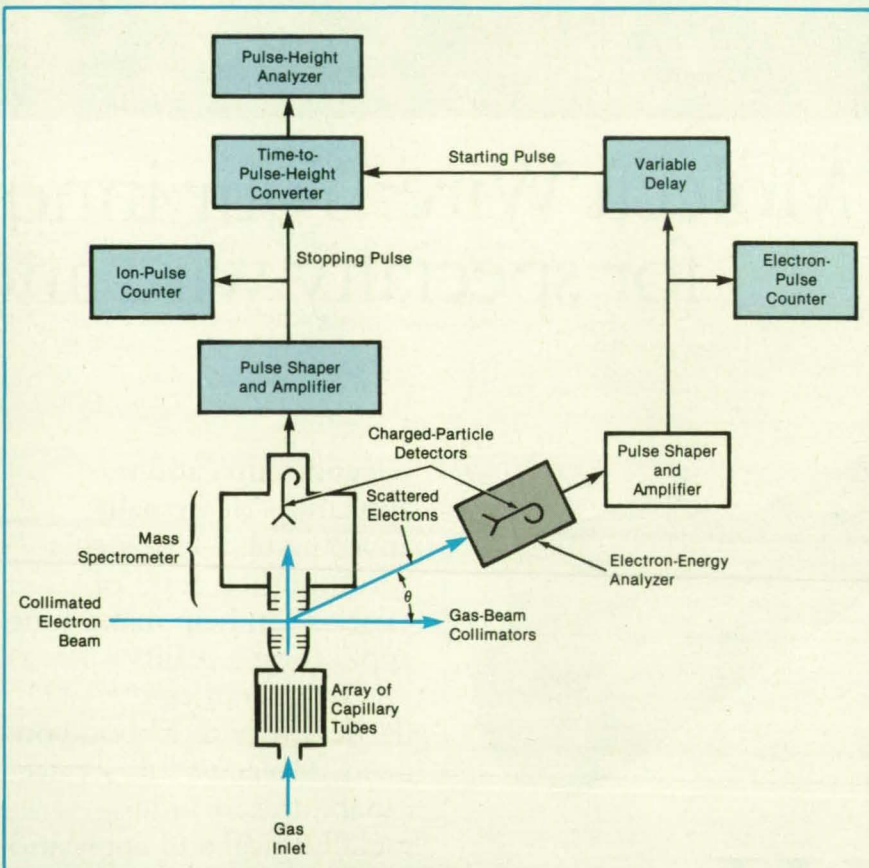 Pulse-Height
Analyzer
Time-to-
Pulse-Height
Converter
Starting Pulse
Variable
Delay
Ion-Pulse
Counter
Stopping Pulse
Electron-
Pulse
Counter
Pulse Shaper
and Amplifier
Charged-Particle
Detectors
Scattered
Electrons
Pulse Shaper
and
Amplifier
Mass
Spectrometer
Electron-Energy
Analyzer
θ
Collimated
Electron
Beam
Gas-Beam
Collimators
Array of
Capillary
Tubes
Gas
Inlet